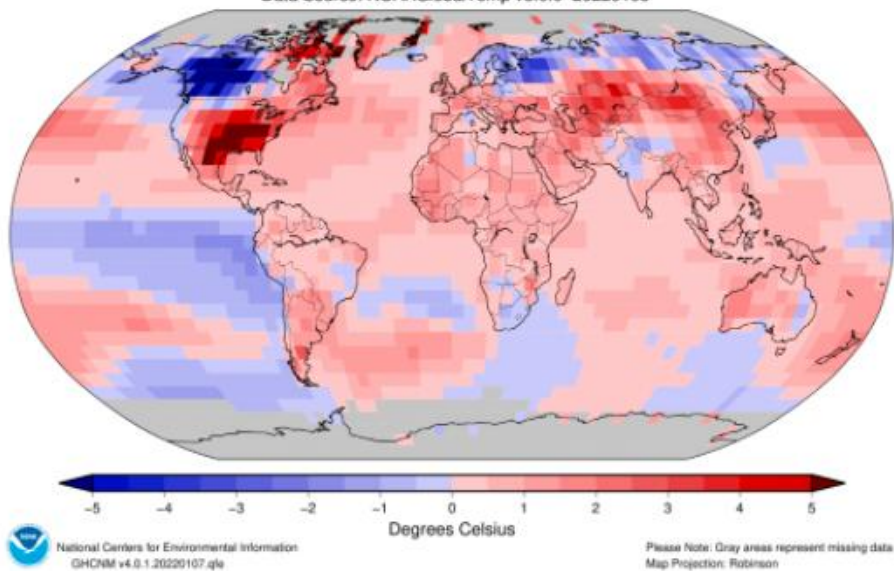 -5 -4 -3 -2 -1 0 1 2 3 4 5
Degrees Celsius
National Centers for Environmental Information
GHCNM v4.0.1.20220107.qfe
Please Note: Gray areas represent missing data
Map Projection: Robinson